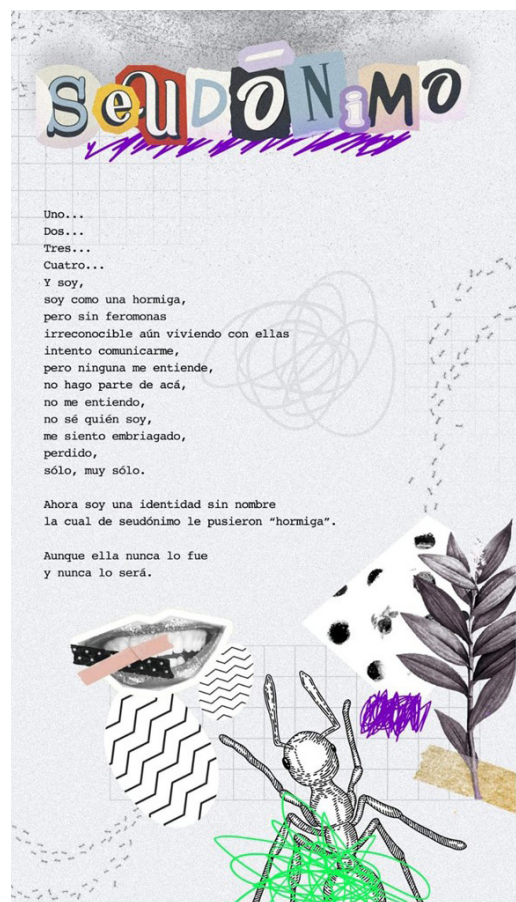 SeUDÓNiMO
Uno...
Dos...
Tres...
Cuatro...
Y soy,
soy como una hormiga,
pero sin feromonas
irreconocible aún viviendo con ellas
intento comunicarme,
pero ninguna me entiende,
no hago parte de acá,
no me entiendo,
no sé quién soy,
me siento embriagado,
perdido,
sólo, muy sólo.
Ahora soy una identidad sin nombre
la cual de seudónimo le pusieron “hormiga”.
Aunque ella nunca lo fue
y nunca lo será.